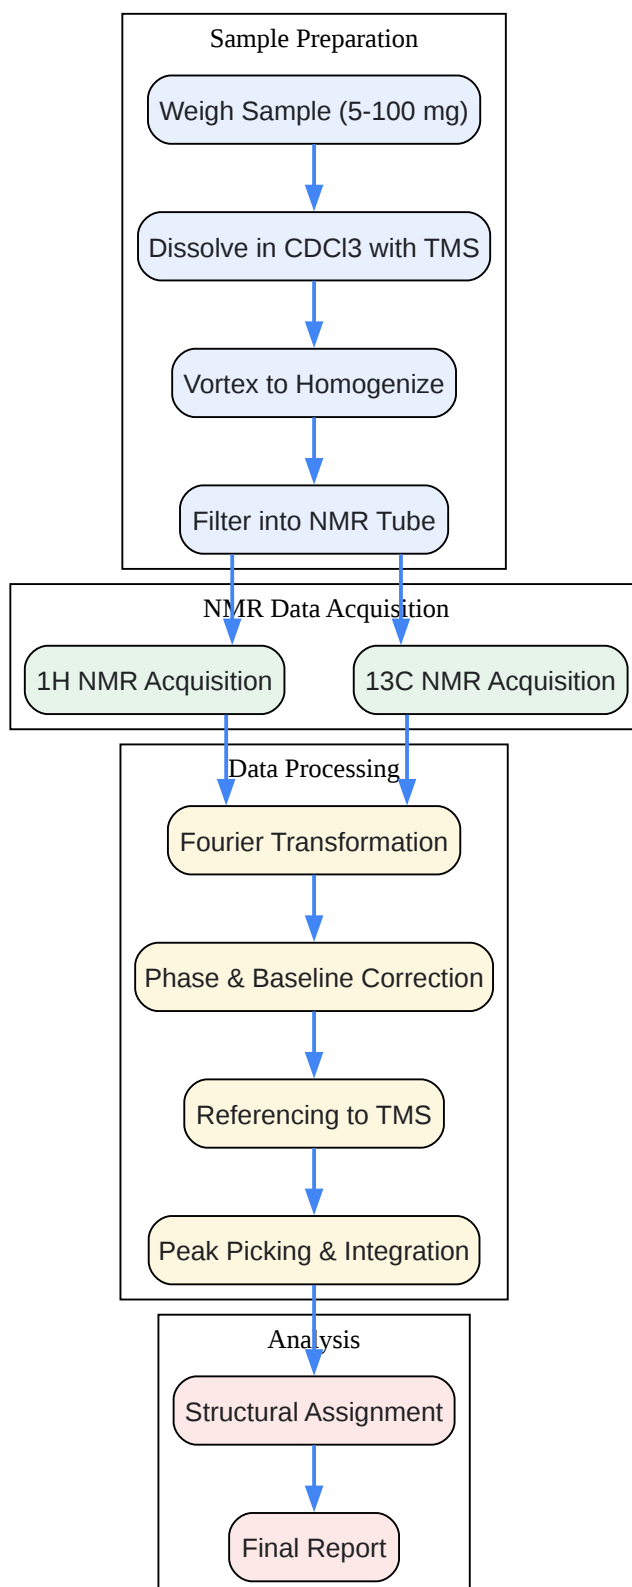 Sample Preparation
Weigh Sample (5-100 mg)
Dissolve in CDCl3 with TMS
Vortex to Homogenize
Filter into NMR Tube
NMR Data Acquisition
1H NMR Acquisition
13C NMR Acquisition
Data Processing
Fourier Transformation
Phase & Baseline Correction
Referencing to TMS
Peak Picking & Integration
Analysis
Structural Assignment
Final Report